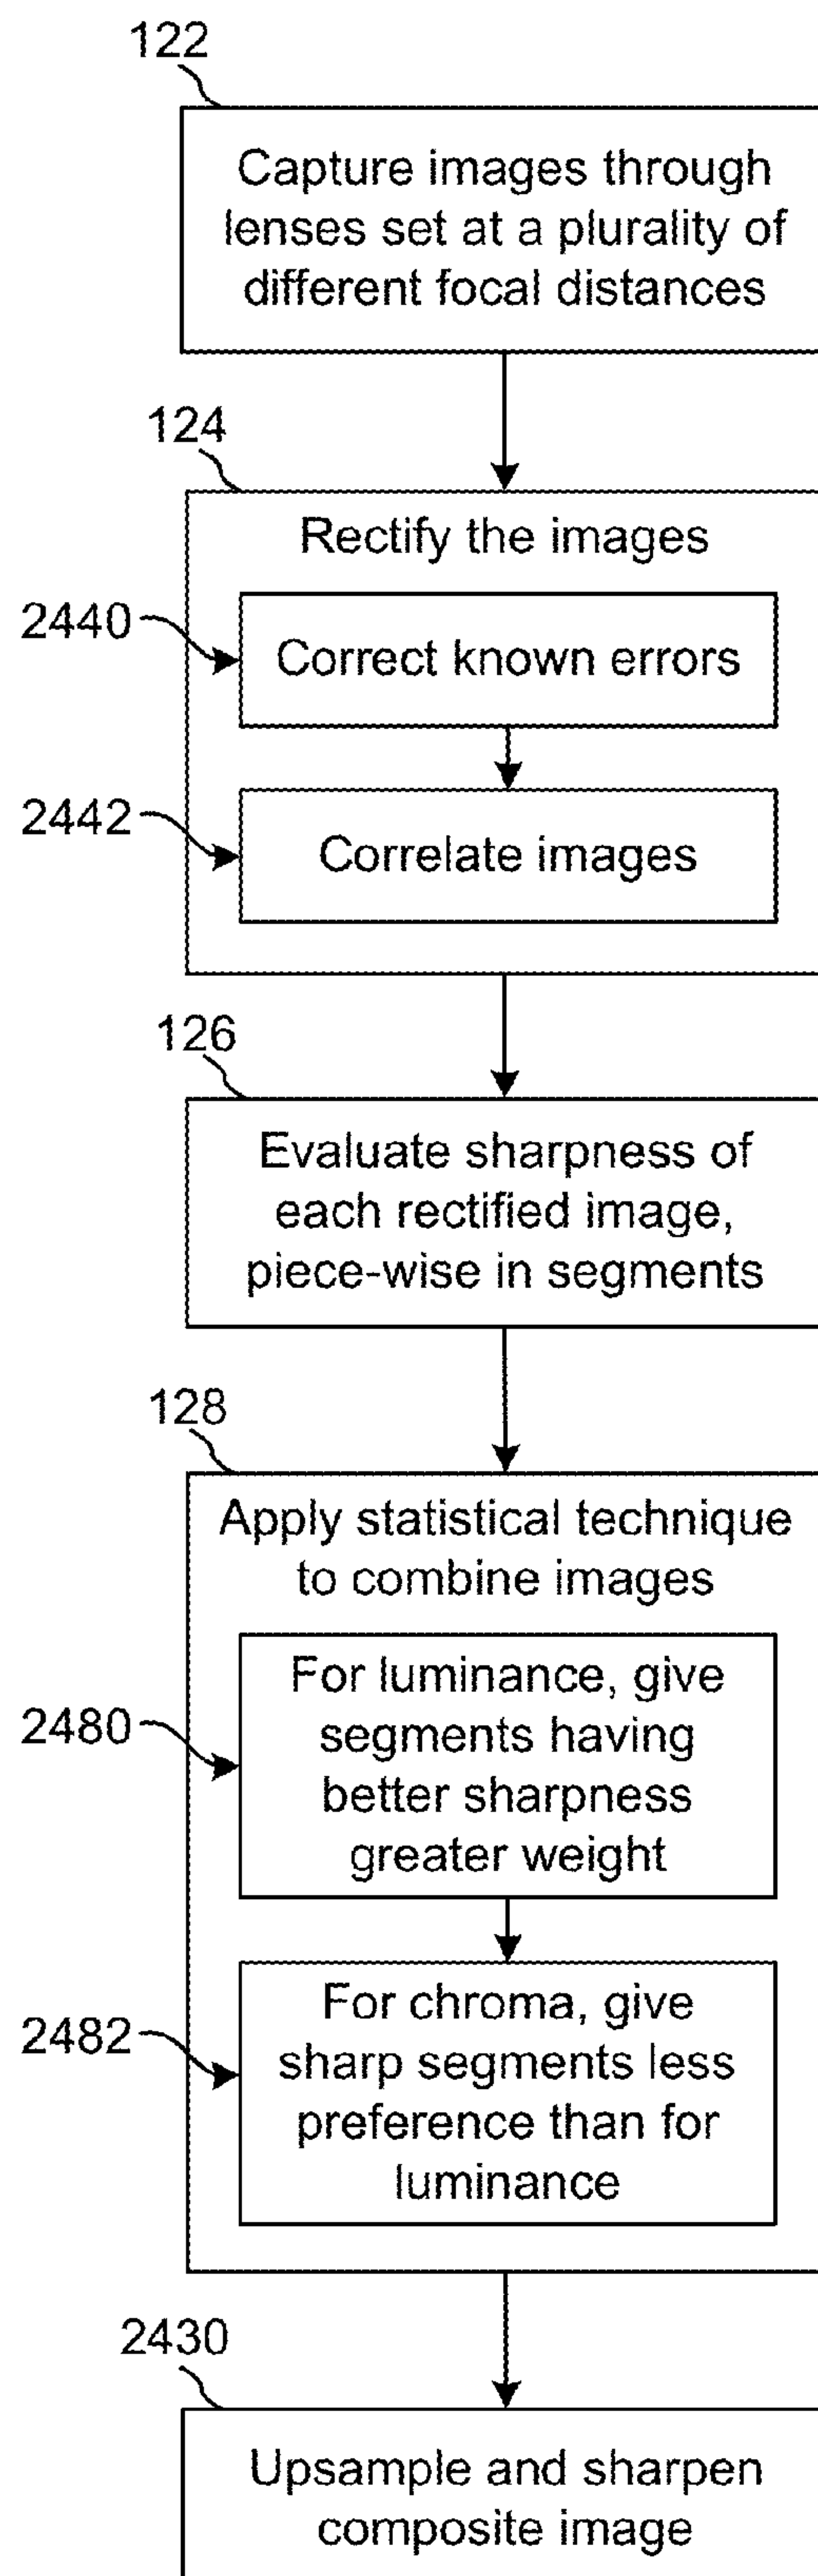 122
Capture images through
lenses set at a plurality of
different focal distances
124
Rectify the images
2440
Correct known errors
2442
Correlate images
126
Evaluate sharpness of
each rectified image,
piece-wise in segments
128
Apply statistical technique
to combine images
2480
For luminance, give
segments having
better sharpness
greater weight
2482
For chroma, give
sharp segments less
preference than for
luminance
2430
Upsample and sharpen
composite image